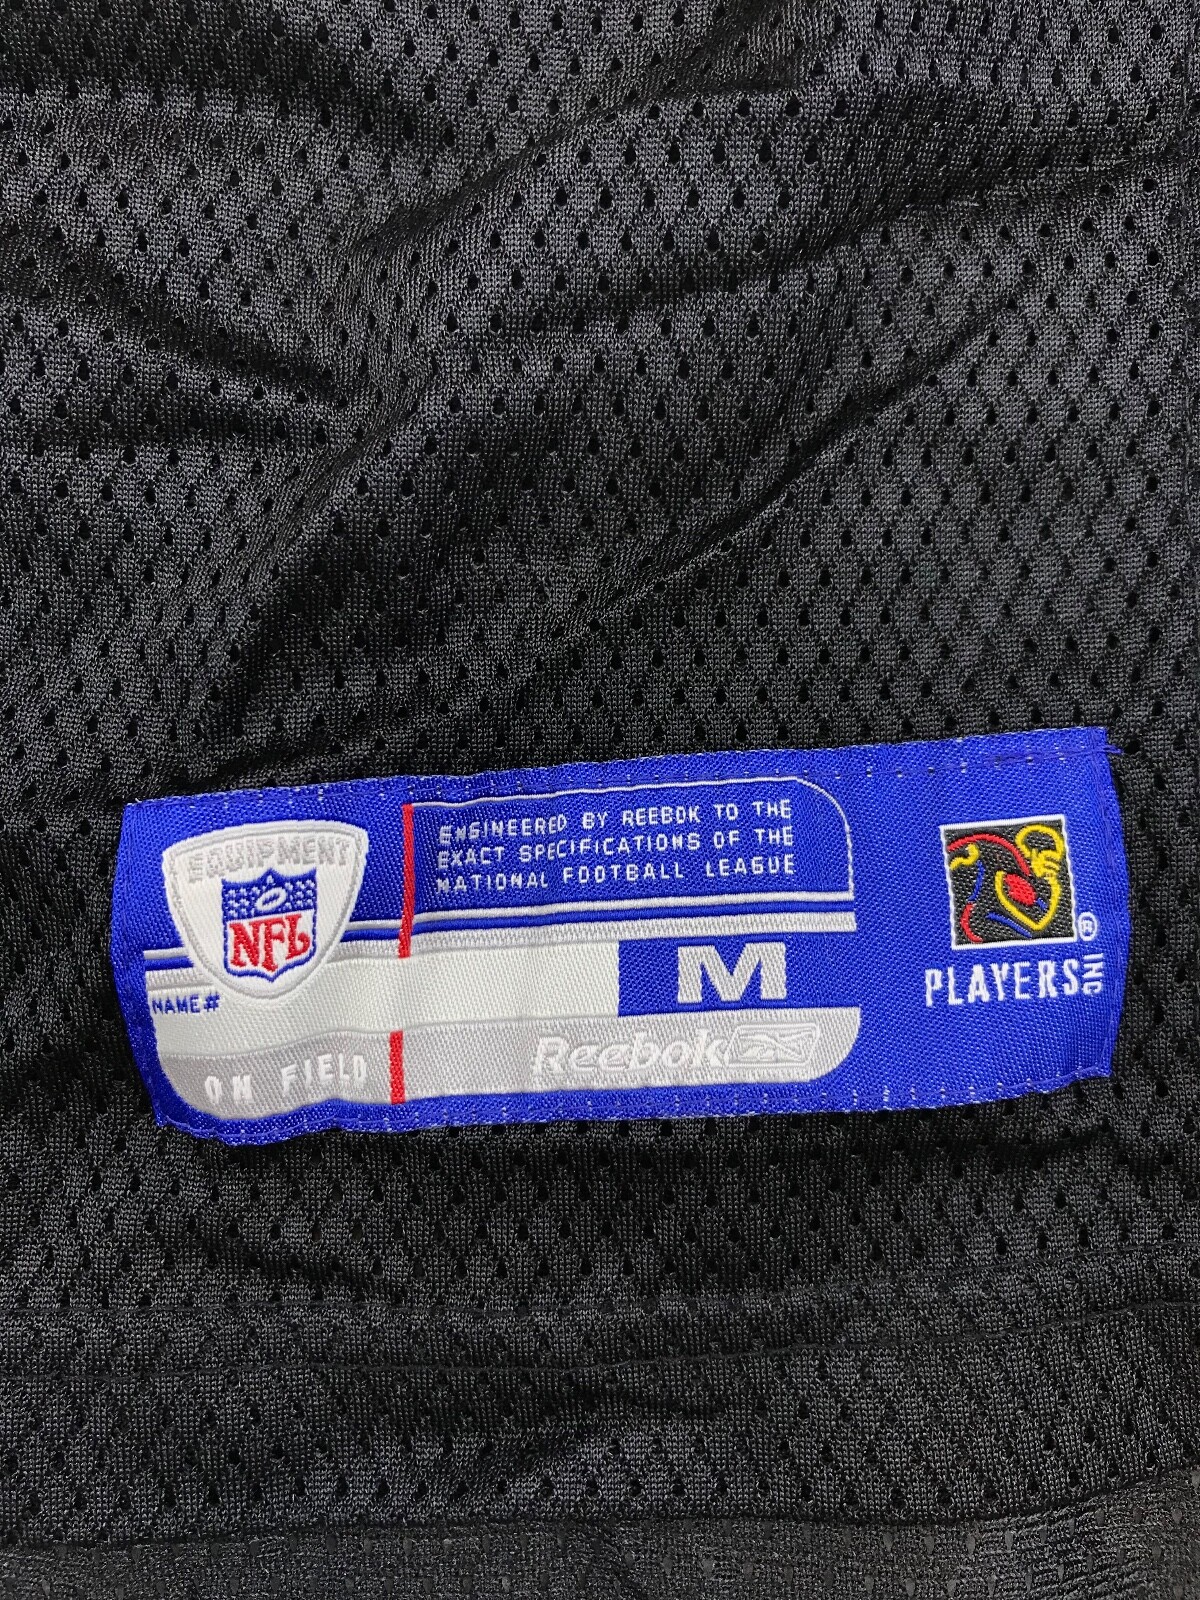 EQUIPMENT
NFL
ENGINEERED BY REEBOK TO THE
EXACT SPECIFICATIONS OF THE
NATIONAL FOOTBALL LEAGUE
NAME#
M
ON FIELD
Reebok
PLAYERS INC
®